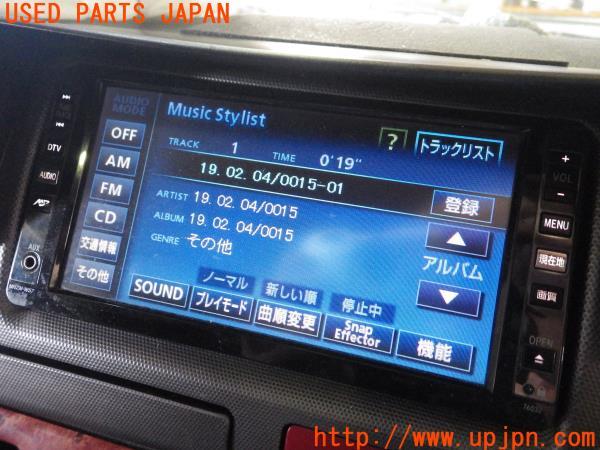 USED PARTS JAPAN
AUDIO MODE
Music Stylist
?
トラックリスト
OFF
TRACK 1 TIME 0'19"
AM
19. 02. 04/0015-01
FM
ARTIST 19. 02. 04/0015
登録
CD
ALBUM 19. 02. 04/0015
交通情報
GENRE その他
アルバム
その他
ノーマル
新しい順
停止中
SOUND
プレイモード
曲順変更
Snap Effector
機能
DTV
AUDIO
AUX
+
VOL
-
MENU
現在地
画面
OPEN
http://www.upjpn.com